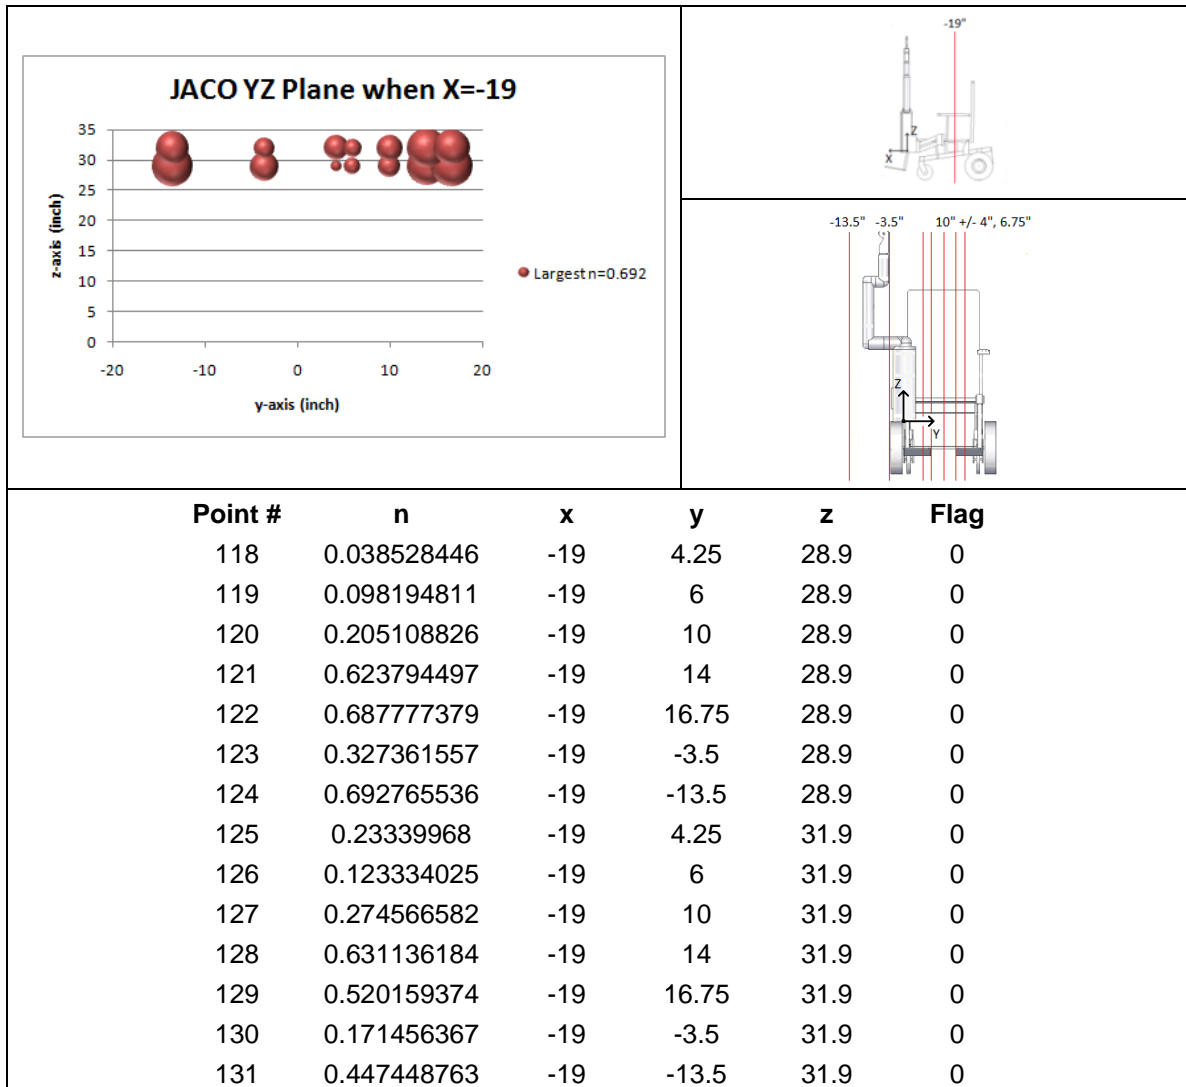 JACO YZ Plane when X=-19
35
30
25
20
15
10
5
0
z-axis (inch)
-20 -10 0 10 20
y-axis (inch)
Largest n=0.692
-19"
Z
X
-13.5" -3.5" 10" +/- 4", 6.75"
Z
Y
Point # n x y z Flag
118 0.038528446 -19 4.25 28.9 0
119 0.098194811 -19 6 28.9 0
120 0.205108826 -19 10 28.9 0
121 0.623794497 -19 14 28.9 0
122 0.687777379 -19 16.75 28.9 0
123 0.327361557 -19 -3.5 28.9 0
124 0.692765536 -19 -13.5 28.9 0
125 0.23339968 -19 4.25 31.9 0
126 0.123334025 -19 6 31.9 0
127 0.274566582 -19 10 31.9 0
128 0.631136184 -19 14 31.9 0
129 0.520159374 -19 16.75 31.9 0
130 0.171456367 -19 -3.5 31.9 0
131 0.447448763 -19 -13.5 31.9 0